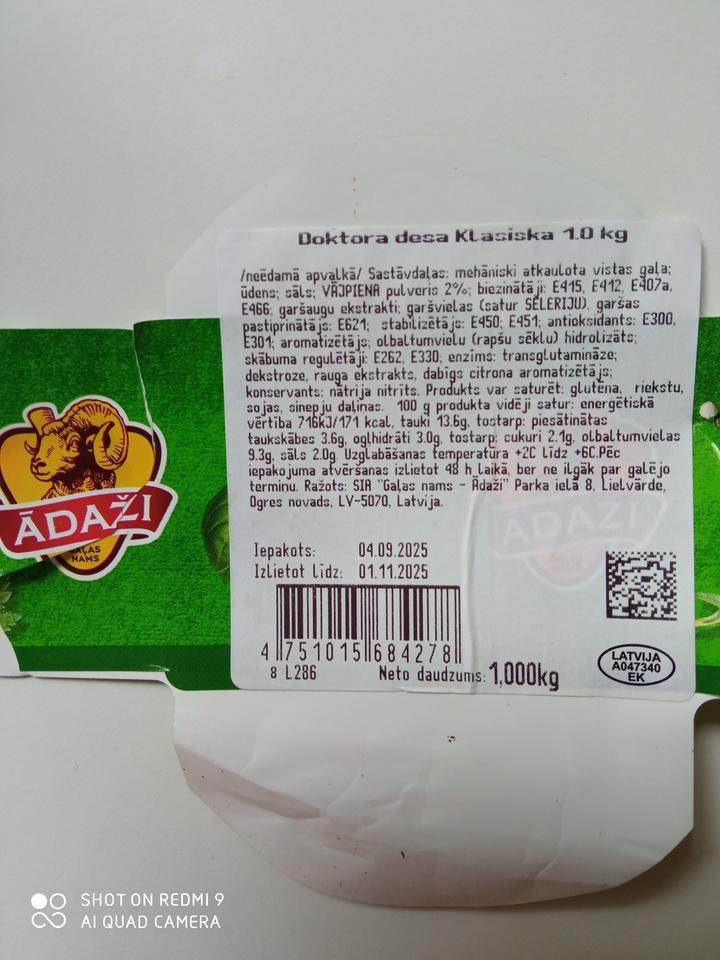 Doktora desa Klasiska 1.0 kg
/neēdamā apvalkā/ Sastāvdaļas: mehāniski atkaulota vistas gaļa;
ūdens; sāls; VĀJPIENA pulveris 2%; biezinātāji: E415, E412, E407a,
E466; garšaugu ekstrakti; garšvielas (satur SELERIJU), garšas
pastiprinātājs: E621; stabilizētājs: E450; E451; antioksidants: E300,
E301; aromatizētājs; olbaltumvielu (rapšu sēklu) hidrolizāts;
skābuma regulētāji: E262, E330; enzīms: transglutamināze;
dekstroze, rauga ekstrakts, dabīgs citrona aromatizētājs;
konservants: nātrija nitrīts. Produkts var saturēt: glutēna, riekstu,
sojas, sinepju daļiņas. 100 g produkta vidēji satur: enerģētiskā
vērtība 716KJ/171 kcal, tauki 13.6g, tostarp: piesātinātas
taukskābes 3.6g, ogļhidrāti 3.0g, tostarp: cukuri 2.1g, olbaltumvielas
9.3g, sāls 2.0g. Uzglabāšanas temperatūra +2C līdz +6C.Pēc
iepakojuma atvēršanas izlietot 48 h laikā, ber ne ilgāk par galējo
termiņu. Ražots: SIA "Gaļas nams - Ādaži" Parka ielā 8, Lielvārde,
Ogres novads, LV-5070, Latvija.
ĀDAŽI
GAĻAS
NAMS
ĀDAŽI
Iepakots: 04.09.2025
Izlietot līdz: 01.11.2025
4 751015 684278
8 L286
Neto daudzums: 1,000kg
LATVIJA
A047340
EK
SHOT ON REDMI 9
AI QUAD CAMERA